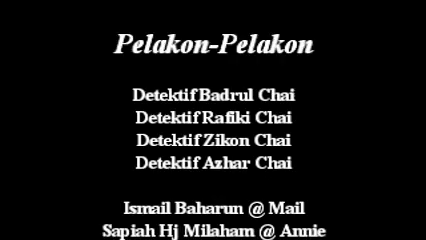 Pelakon-Pelakon
Detektif Badrul Chai
Detektif Rafiki Chai
Detektif Zikon Chai
Detektif Azhar Chai
Ismail Baharun @ Mail
Sapiah Hj Milaham @ Annie